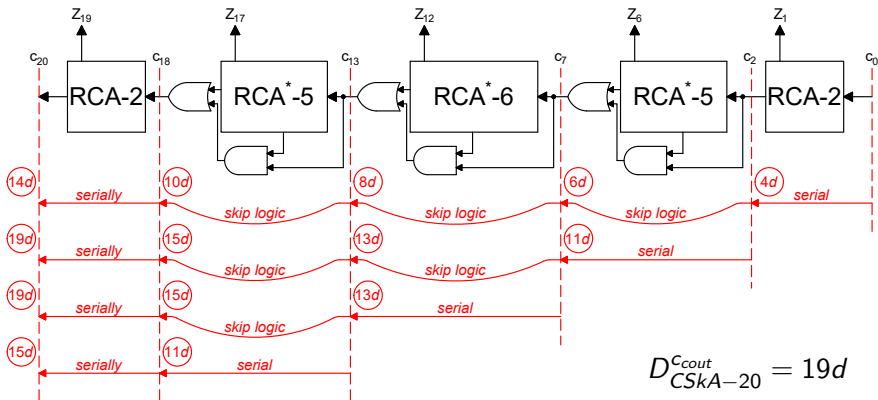 Z19 Z17 Z12 Z6 Z1
c20 c18 c13 c7 c2 c0
RCA-2 RCA*-5 RCA*-6 RCA*-5 RCA-2
14d 10d 8d 6d 4d
serially skip logic skip logic skip logic serial
19d 15d 13d 11d
serially skip logic skip logic serial
19d 15d 13d
serially skip logic serial
15d 11d
serially serial
D^{c_{cout}}_{CSkA−20} = 19d